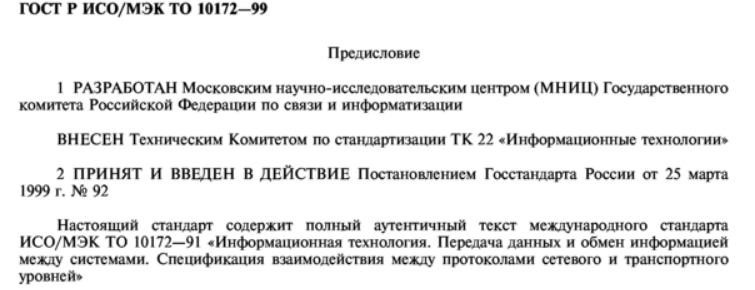 ГОСТ Р ИСО/МЭК ТО 10172—99
Предисловие
1 РАЗРАБОТАН Московским научно-исследовательским центром (МНИЦ) Государственного
комитета Российской Федерации по связи и информатизации
ВНЕСЕН Техническим Комитетом по стандартизации ТК 22 «Информационные технологии»
2 ПРИНЯТ И ВВЕДЕН В ДЕЙСТВИЕ Постановлением Госстандарта России от 25 марта
1999 г. № 92
Настоящий стандарт содержит полный аутентичный текст международного стандарта
ИСО/МЭК ТО 10172—91 «Информационная технология. Передача данных и обмен информацией
между системами. Спецификация взаимодействия между протоколами сетевого и транспортного
уровней»